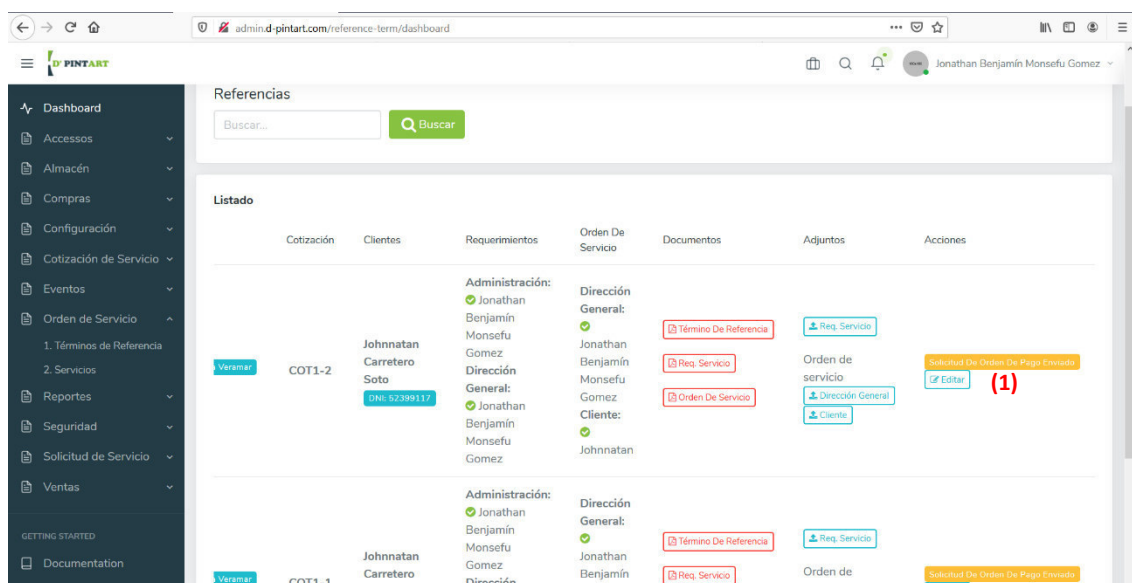 admin.d-pintart.com/reference-term/dashboard
D' PINTART
Jonathan Benjamín Monsefu Gomez
Dashboard
Accessos
Almacén
Compras
Configuración
Cotización de Servicio
Eventos
Orden de Servicio
1. Términos de Referencia
2. Servicios
Reportes
Seguridad
Solicitud de Servicio
Ventas
GETTING STARTED
Documentation
Referencias
Buscar...
Buscar
Listado
Cotización
Clientes
Requerimientos
Orden De
Servicio
Documentos
Adjuntos
Acciones
Veramar
COT1-2
Johnnatan
Carretero
Soto
DNI: 52399117
Administración:
Jonathan
Benjamín
Monsefu
Gomez
Dirección
General:
Jonathan
Benjamín
Monsefu
Gomez
Dirección
General:
Jonathan
Benjamín
Monsefu
Gomez
Cliente:
Johnnatan
Término De Referencia
Req. Servicio
Orden De Servicio
Req. Servicio
Orden de
servicio
Dirección General
Cliente
Solicitud De Orden De Pago Enviado
Editar
(1)
Veramar
COT1-1
Johnnatan
Carretero
Administración:
Jonathan
Benjamín
Monsefu
Gomez
Dirección
Dirección
General:
Jonathan
Benjamín
Término De Referencia
Req. Servicio
Req. Servicio
Orden de
Solicitud De Orden De Pago Enviado